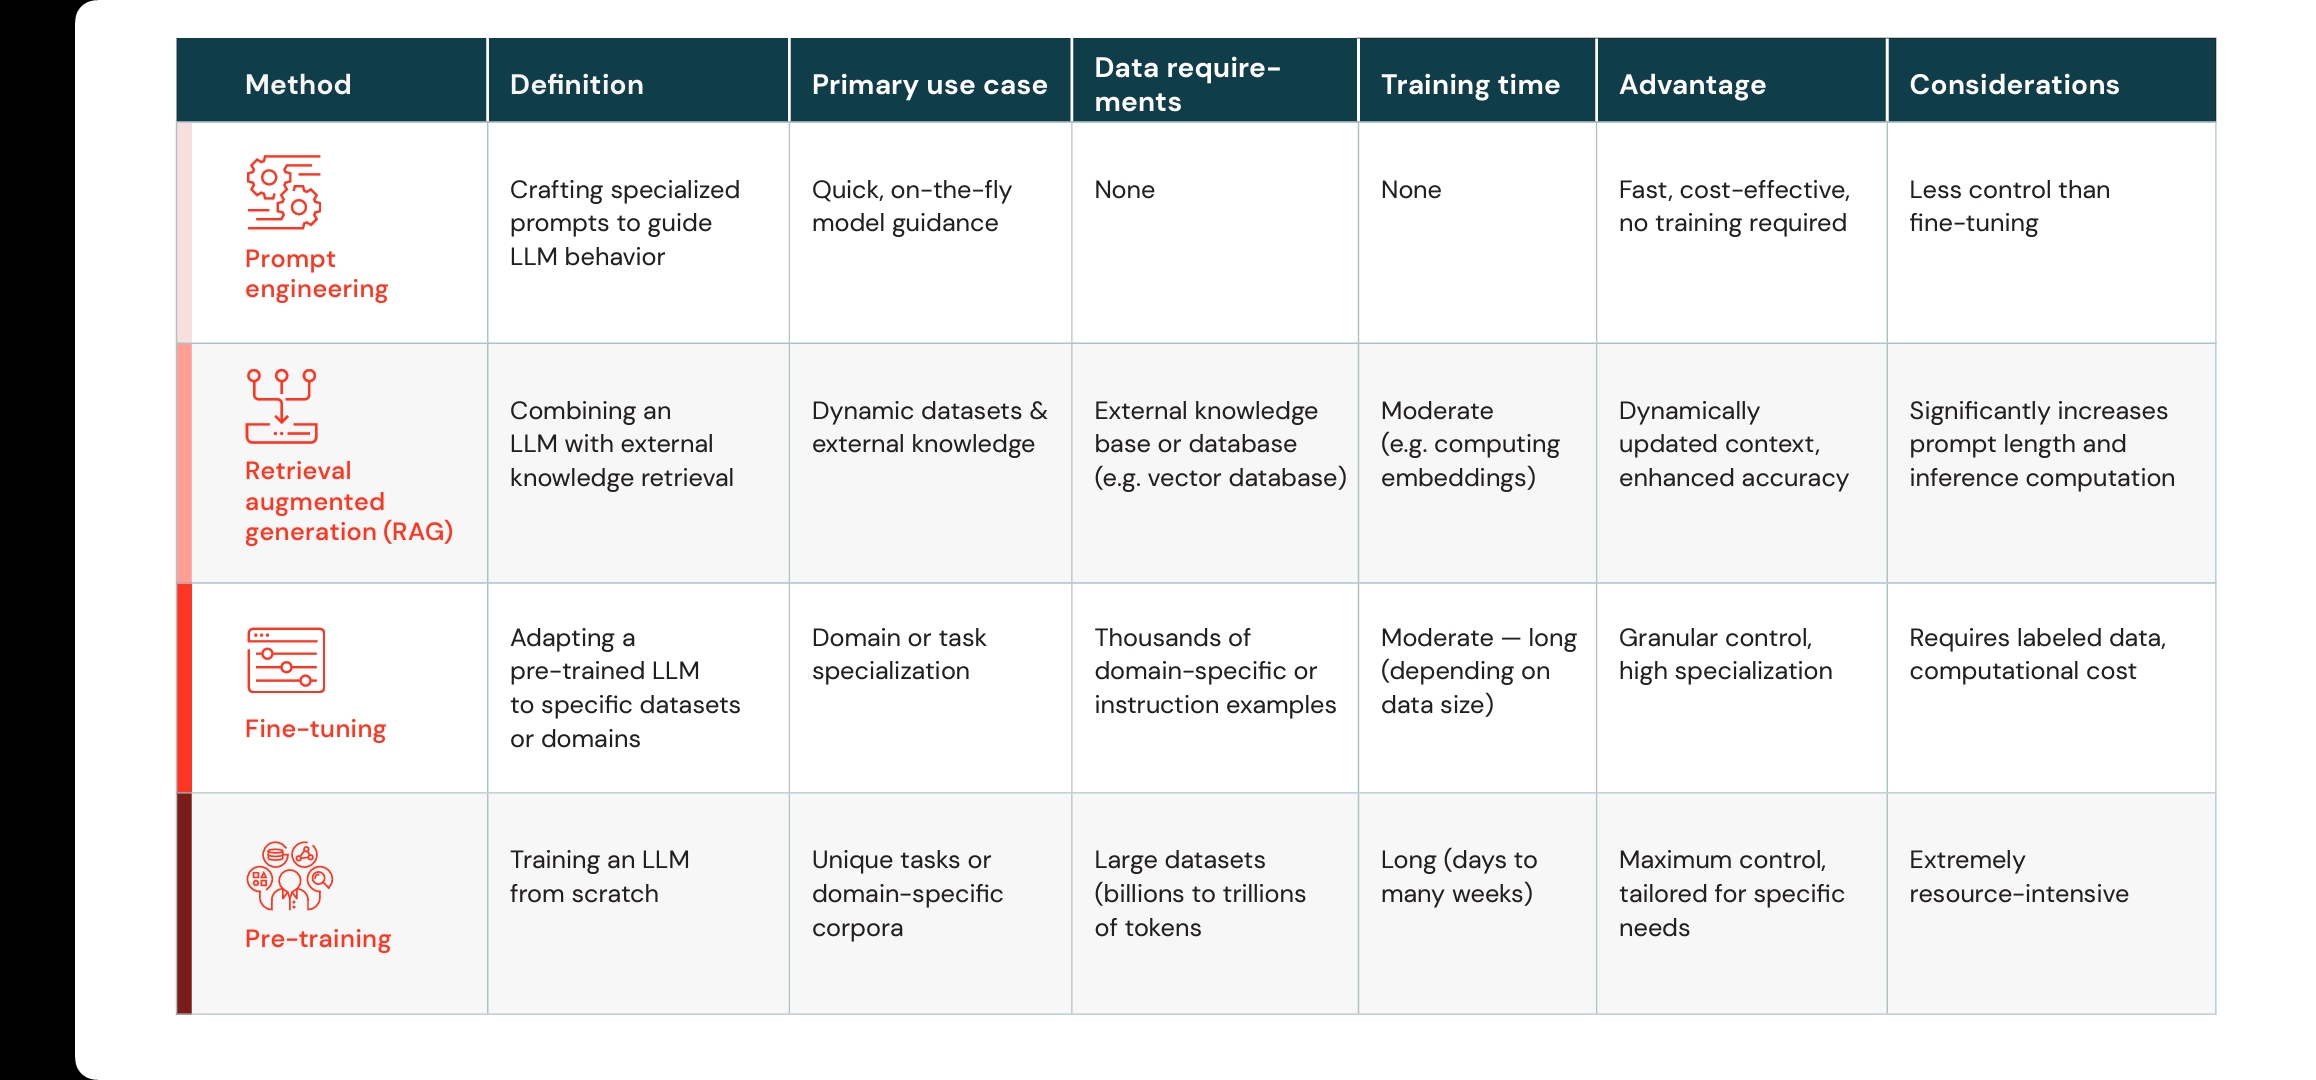 Method
Definition
Primary use case
Data require-
ments
Training time
Advantage
Considerations
Prompt
engineering
Crafting specialized
prompts to guide
LLM behavior
Quick, on-the-fly
model guidance
None
None
Fast, cost-effective,
no training required
Less control than
fine-tuning
Retrieval
augmented
generation (RAG)
Combining an
LLM with external
knowledge retrieval
Dynamic datasets &
external knowledge
External knowledge
base or database
(e.g. vector database)
Moderate
(e.g. computing
embeddings)
Dynamically
updated context,
enhanced accuracy
Significantly increases
prompt length and
inference computation
Fine-tuning
Adapting a
pre-trained LLM
to specific datasets
or domains
Domain or task
specialization
Thousands of
domain-specific or
instruction examples
Moderate — long
(depending on
data size)
Granular control,
high specialization
Requires labeled data,
computational cost
Pre-training
Training an LLM
from scratch
Unique tasks or
domain-specific
corpora
Large datasets
(billions to trillions
of tokens
Long (days to
many weeks)
Maximum control,
tailored for specific
needs
Extremely
resource-intensive